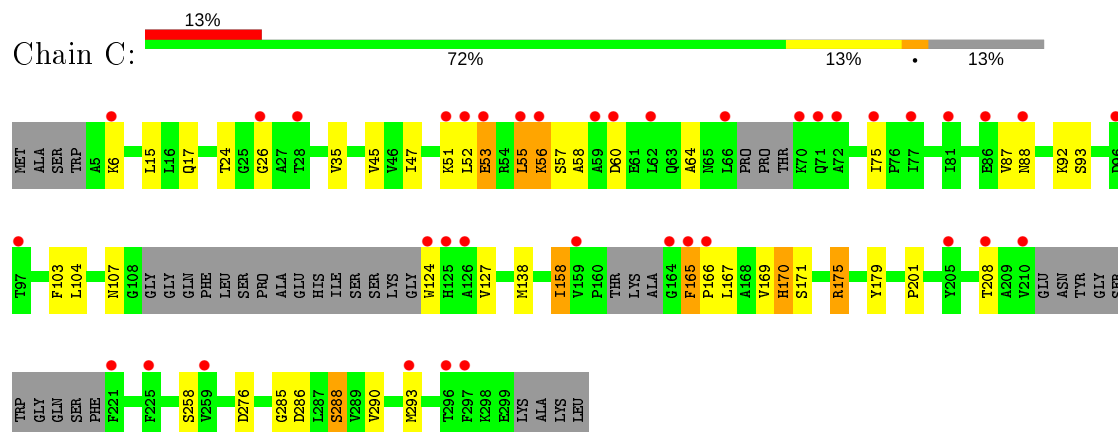 13%
Chain C:
72% 13% • 13%
MET ALA SER TRP A5 K6 L15 L16 Q17 T24 G25 G26 A27 T28 V35 V45 V46 I47 K51 L52 E53 R54 L55 K56 S57 A58 A59 D60 E61 L62 Q63 A64 N65 L66 PRO PRO THR K70 Q71 A72 I75 P76 I77 I81 E86 V87 N88 K92 S93 D96
T97 F103 L104 N107 G108 GLY GLY GLN PHE LEU SER PRO ALA GLU HIS ILE SER SER LYS GLY W124 H125 A126 V127 M138 I158 V159 P160 THR LYS ALA G164 F165 P166 L167 A168 V169 H170 S171 R175 Y179 P201 Y205 T208 A209 V210 GLU ASN TYR GLY SER
TRP GLY GLN SER PHE F221 F225 S258 V259 D276 G285 D286 L287 S288 V289 V290 M293 T296 F297 K298 E299 LYS ALA LYS LEU